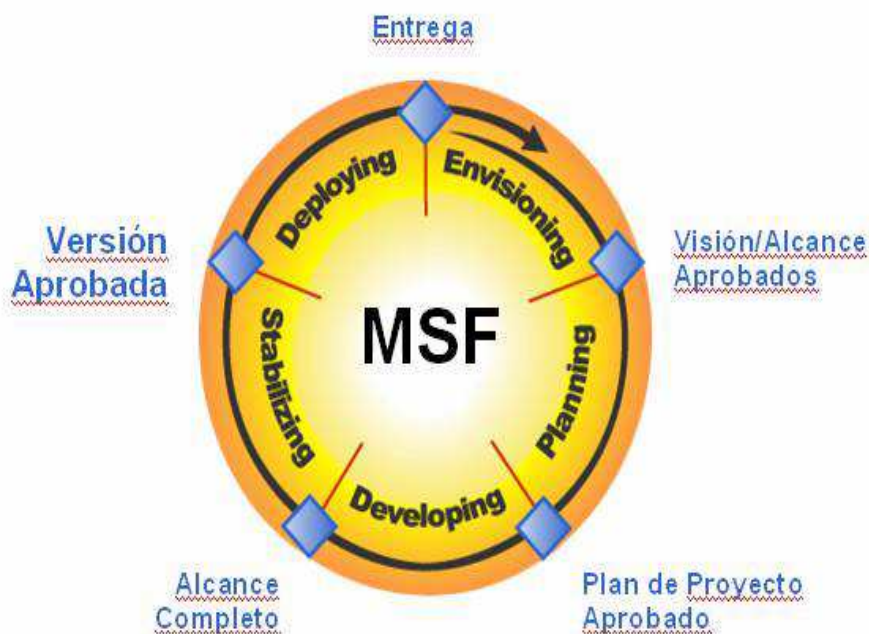 Entrega
Deploying
Envisioning
Versión
Aprobada
Visión/Alcance
Aprobados
MSF
Stabilizing
Planning
Developing
Alcance
Completo
Plan de Proyecto
Aprobado